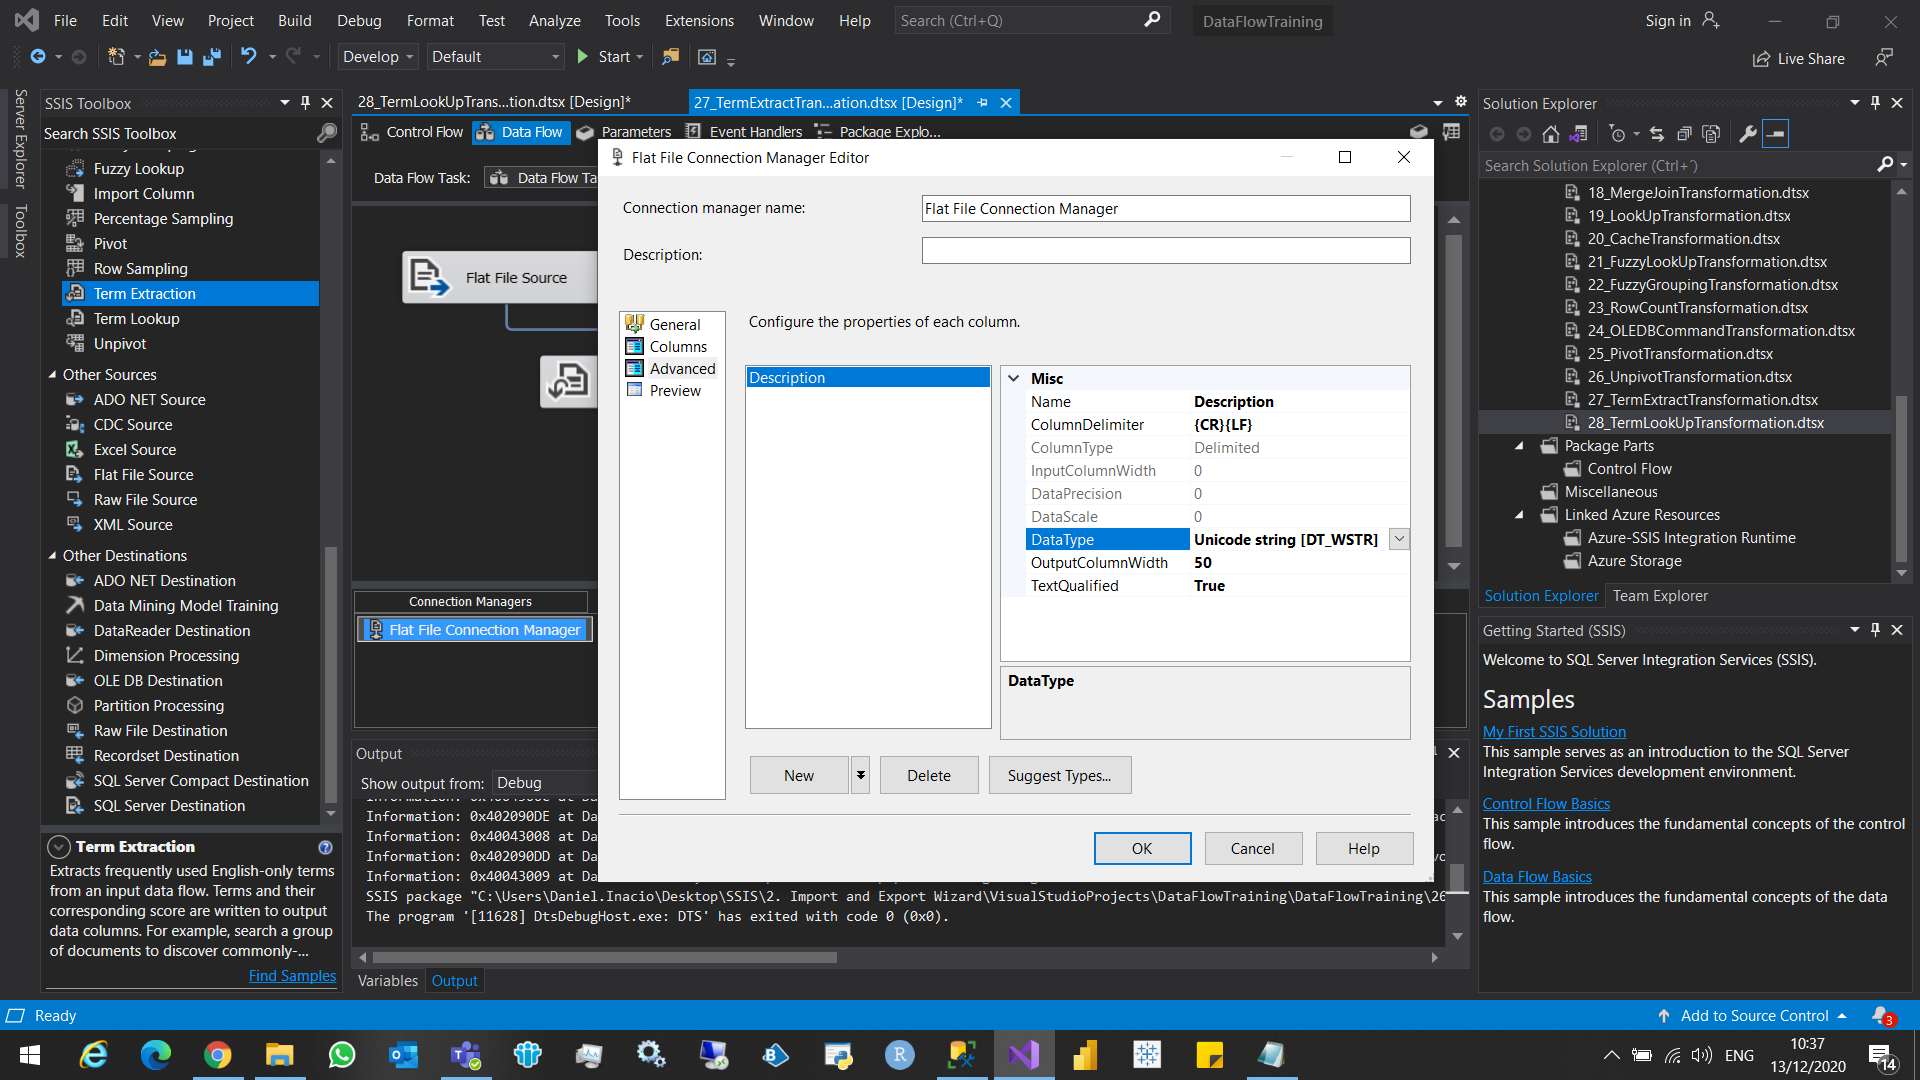 File Edit View Project Build Debug Format Test Analyze Tools Extensions Window Help Search (Ctrl+Q) DataFlowTraining Sign in
Develop Default Start Live Share
Server Explorer
Toolbox
SSIS Toolbox
Search SSIS Toolbox
Fuzzy Lookup
Import Column
Percentage Sampling
Pivot
Row Sampling
Term Extraction
Term Lookup
Unpivot
Other Sources
ADO NET Source
CDC Source
Excel Source
Flat File Source
Raw File Source
XML Source
Other Destinations
ADO NET Destination
Data Mining Model Training
DataReader Destination
Dimension Processing
OLE DB Destination
Partition Processing
Raw File Destination
Recordset Destination
SQL Server Compact Destination
SQL Server Destination
Term Extraction
Extracts frequently used English-only terms
from an input data flow. Terms and their
corresponding score are written to output
data columns. For example, search a group
of documents to discover commonly-...
Find Samples
28_TermLookUpTrans...tion.dtsx [Design]* 27_TermExtractTran...ation.dtsx [Design]*
Control Flow Data Flow Parameters Event Handlers Package Explo...
Data Flow Task: Data Flow Ta
Flat File Source
Connection Managers
Flat File Connection Manager
Flat File Connection Manager Editor
Connection manager name: Flat File Connection Manager
Description:
General
Columns
Advanced
Preview
Configure the properties of each column.
Description
Misc
Name Description
ColumnDelimiter {CR}{LF}
ColumnType Delimited
InputColumnWidth 0
DataPrecision 0
DataScale 0
DataType Unicode string [DT_WSTR]
OutputColumnWidth 50
TextQualified True
DataType
New Delete Suggest Types...
OK Cancel Help
Output
Show output from: Debug
Information: 0x402090DE at Da
Information: 0x40043008 at Da
Information: 0x402090DD at Da
Information: 0x40043009 at Da
SSIS package "C:\Users\Daniel.Inacio\Desktop\SSIS\2. Import and Export Wizard\VisualStudioProjects\DataFlowTraining\DataFlowTraining\26
The program '[11628] DtsDebugHost.exe: DTS' has exited with code 0 (0x0).
Variables Output
Solution Explorer
Search Solution Explorer (Ctrl+´)
18_MergeJoinTransformation.dtsx
19_LookUpTransformation.dtsx
20_CacheTransformation.dtsx
21_FuzzyLookUpTransformation.dtsx
22_FuzzyGroupingTransformation.dtsx
23_RowCountTransformation.dtsx
24_OLEDBCommandTransformation.dtsx
25_PivotTransformation.dtsx
26_UnpivotTransformation.dtsx
27_TermExtractTransformation.dtsx
28_TermLookUpTransformation.dtsx
Package Parts
Control Flow
Miscellaneous
Linked Azure Resources
Azure-SSIS Integration Runtime
Azure Storage
Solution Explorer Team Explorer
Getting Started (SSIS)
Welcome to SQL Server Integration Services (SSIS).
Samples
My First SSIS Solution
This sample serves as an introduction to the SQL Server
Integration Services development environment.
Control Flow Basics
This sample introduces the fundamental concepts of the control
flow.
Data Flow Basics
This sample introduces the fundamental concepts of the data
flow.
Ready Add to Source Control 3
ENG 10:37
13/12/2020 14